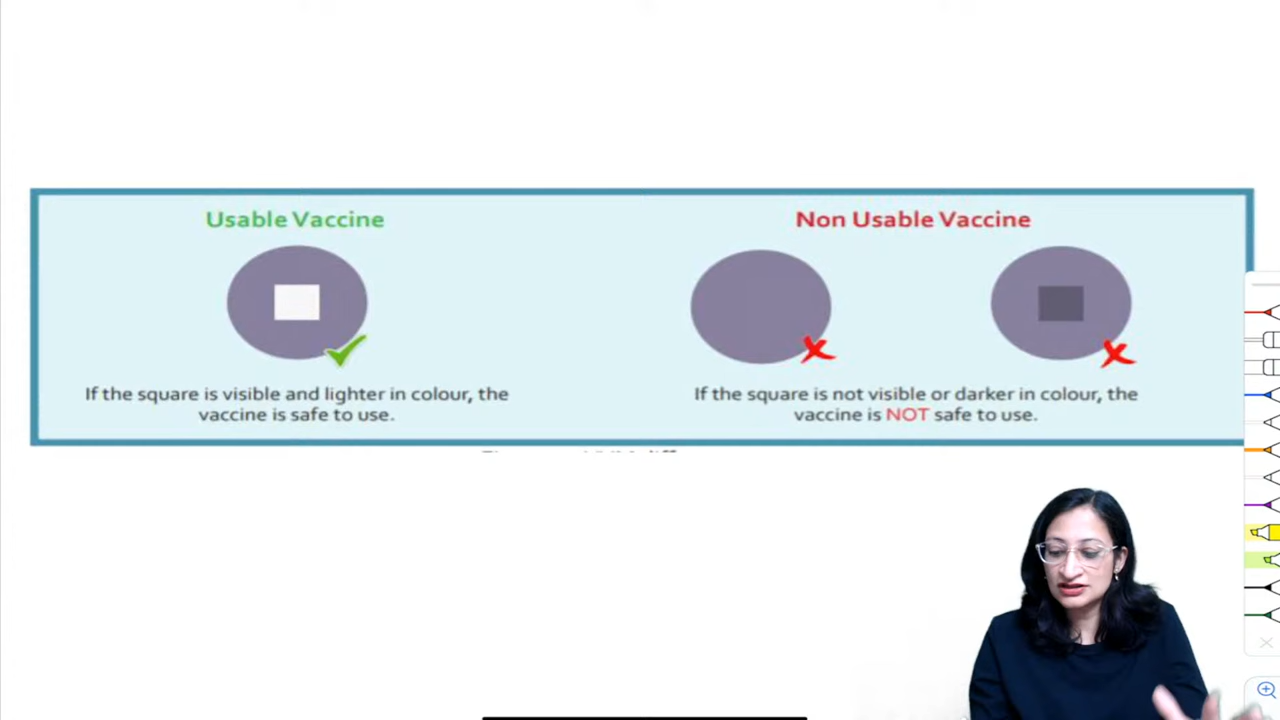 Usable Vaccine
Non Usable Vaccine
If the square is visible and lighter in colour, the
vaccine is safe to use.
If the square is not visible or darker in colour, the
vaccine is NOT safe to use.